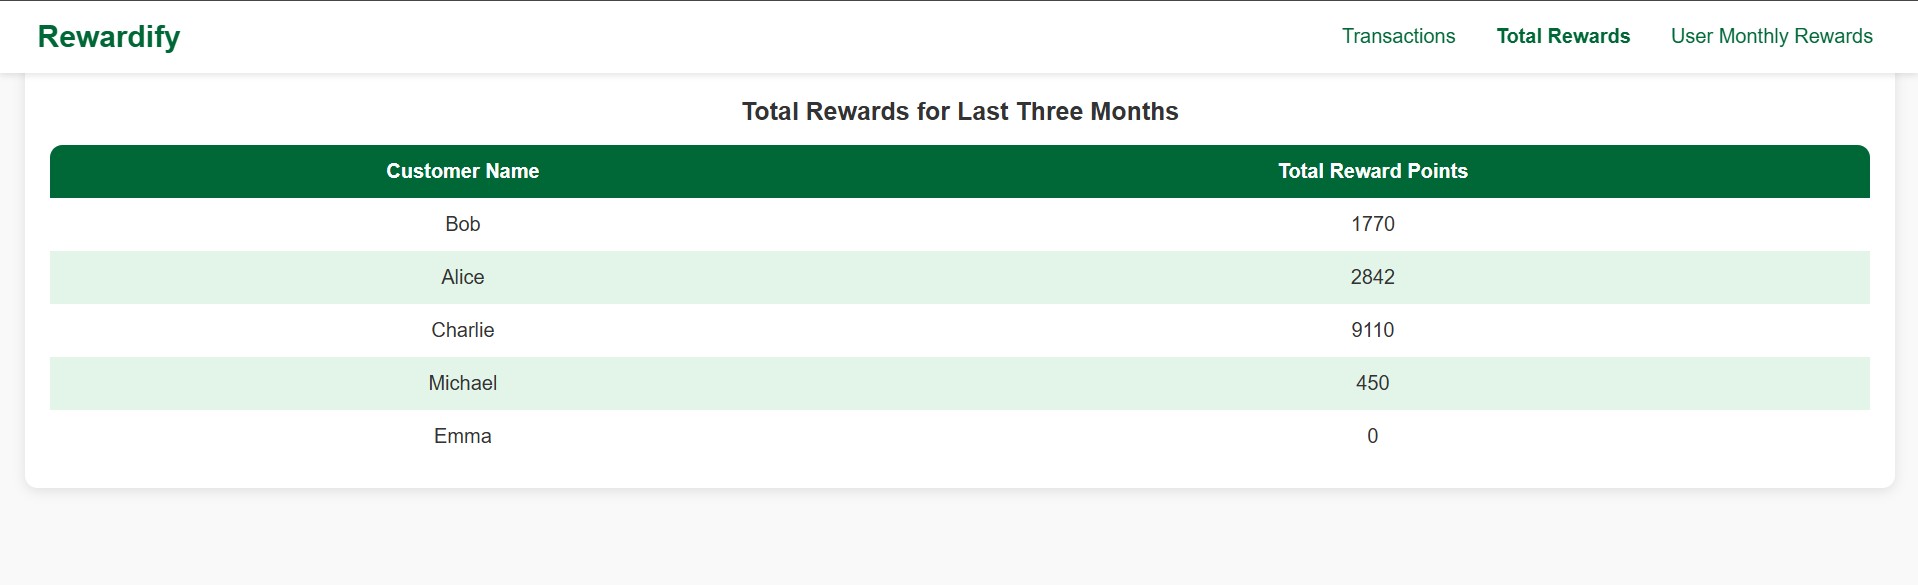 Rewardify Transactions Total Rewards User Monthly Rewards
Total Rewards for Last Three Months
Customer Name Total Reward Points
Bob 1770
Alice 2842
Charlie 9110
Michael 450
Emma 0